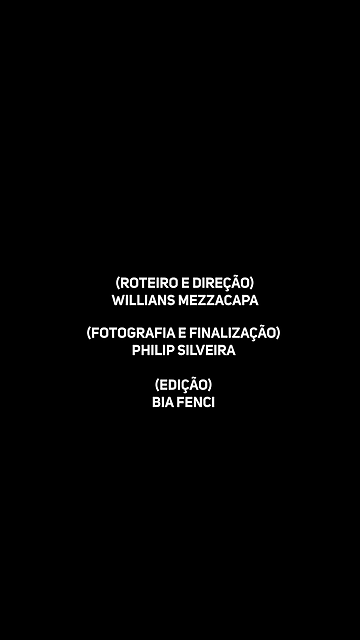 (ROTEIRO E DIREÇÃO)
WILLIANS MEZZACAPA
(FOTOGRAFIA E FINALIZAÇÃO)
PHILIP SILVEIRA
(EDIÇÃO)
BIA FENCI